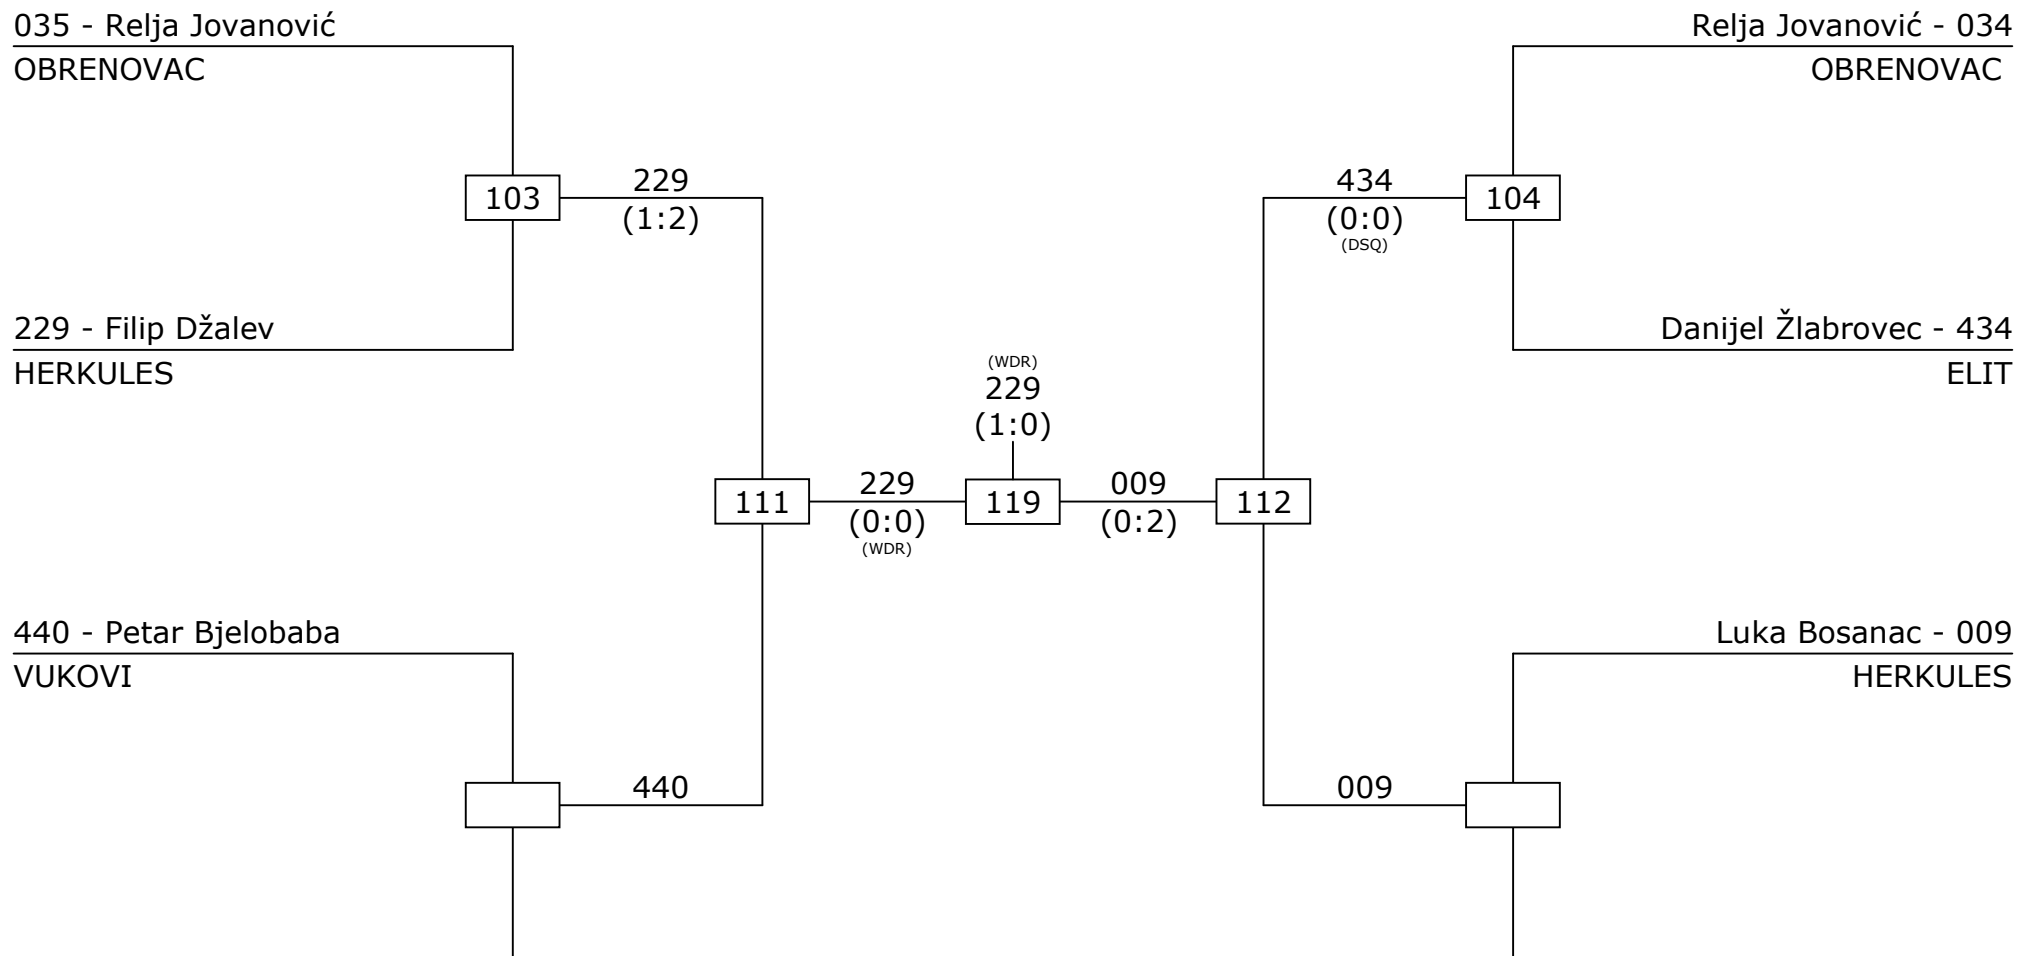 035 - Relja Jovanović
OBRENOVAC
Relja Jovanović - 034
OBRENOVAC
103
229
(1:2)
434
(0:0)
(DSQ)
104
229 - Filip Džalev
HERKULES
Danijel Žlabrovec - 434
ELIT
(WDR)
229
(1:0)
111
229
(0:0)
(WDR)
119
009
(0:2)
112
440 - Petar Bjelobaba
VUKOVI
Luka Bosanac - 009
HERKULES
440
009